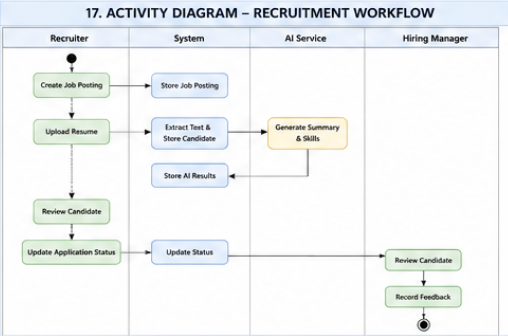 17. ACTIVITY DIAGRAM – RECRUITMENT WORKFLOW
Recruiter
System
AI Service
Hiring Manager
Create Job Posting
Store Job Posting
Upload Resume
Extract Text &
Store Candidate
Generate Summary
& Skills
Store AI Results
Review Candidate
Update Application Status
Update Status
Review Candidate
Record Feedback